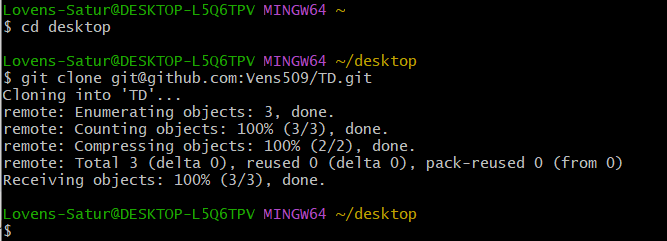 Lovens-Satur@DESKTOP-L5Q6TPV MINGW64 ~
$ cd desktop
Lovens-Satur@DESKTOP-L5Q6TPV MINGW64 ~/desktop
$ git clone git@github.com:Vens509/TD.git
Cloning into 'TD'...
remote: Enumerating objects: 3, done.
remote: Counting objects: 100% (3/3), done.
remote: Compressing objects: 100% (2/2), done.
remote: Total 3 (delta 0), reused 0 (delta 0), pack-reused 0 (from 0)
Receiving objects: 100% (3/3), done.
Lovens-Satur@DESKTOP-L5Q6TPV MINGW64 ~/desktop
$